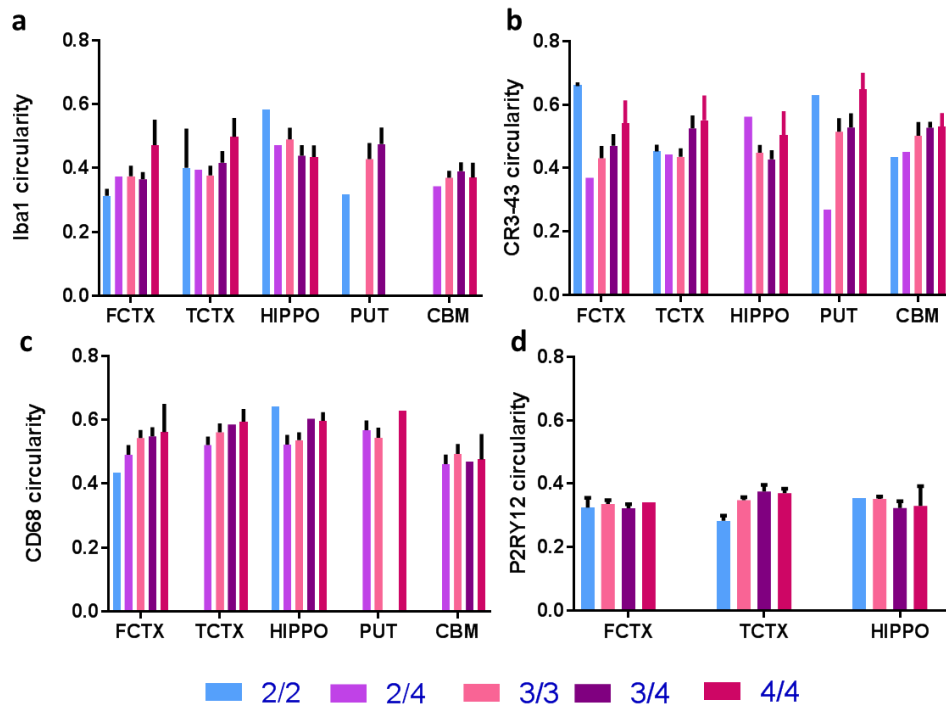 a
Iba1 circularity
0.8
0.6
0.4
0.2
0.0
FCTX TCTX HIPPO PUT CBM
b
CR3-43 circularity
0.8
0.6
0.4
0.2
0.0
FCTX TCTX HIPPO PUT CBM
c
CD68 circularity
0.8
0.6
0.4
0.2
0.0
FCTX TCTX HIPPO PUT CBM
d
P2RY12 circularity
0.8
0.6
0.4
0.2
0.0
FCTX TCTX HIPPO
2/2 2/4 3/3 3/4 4/4